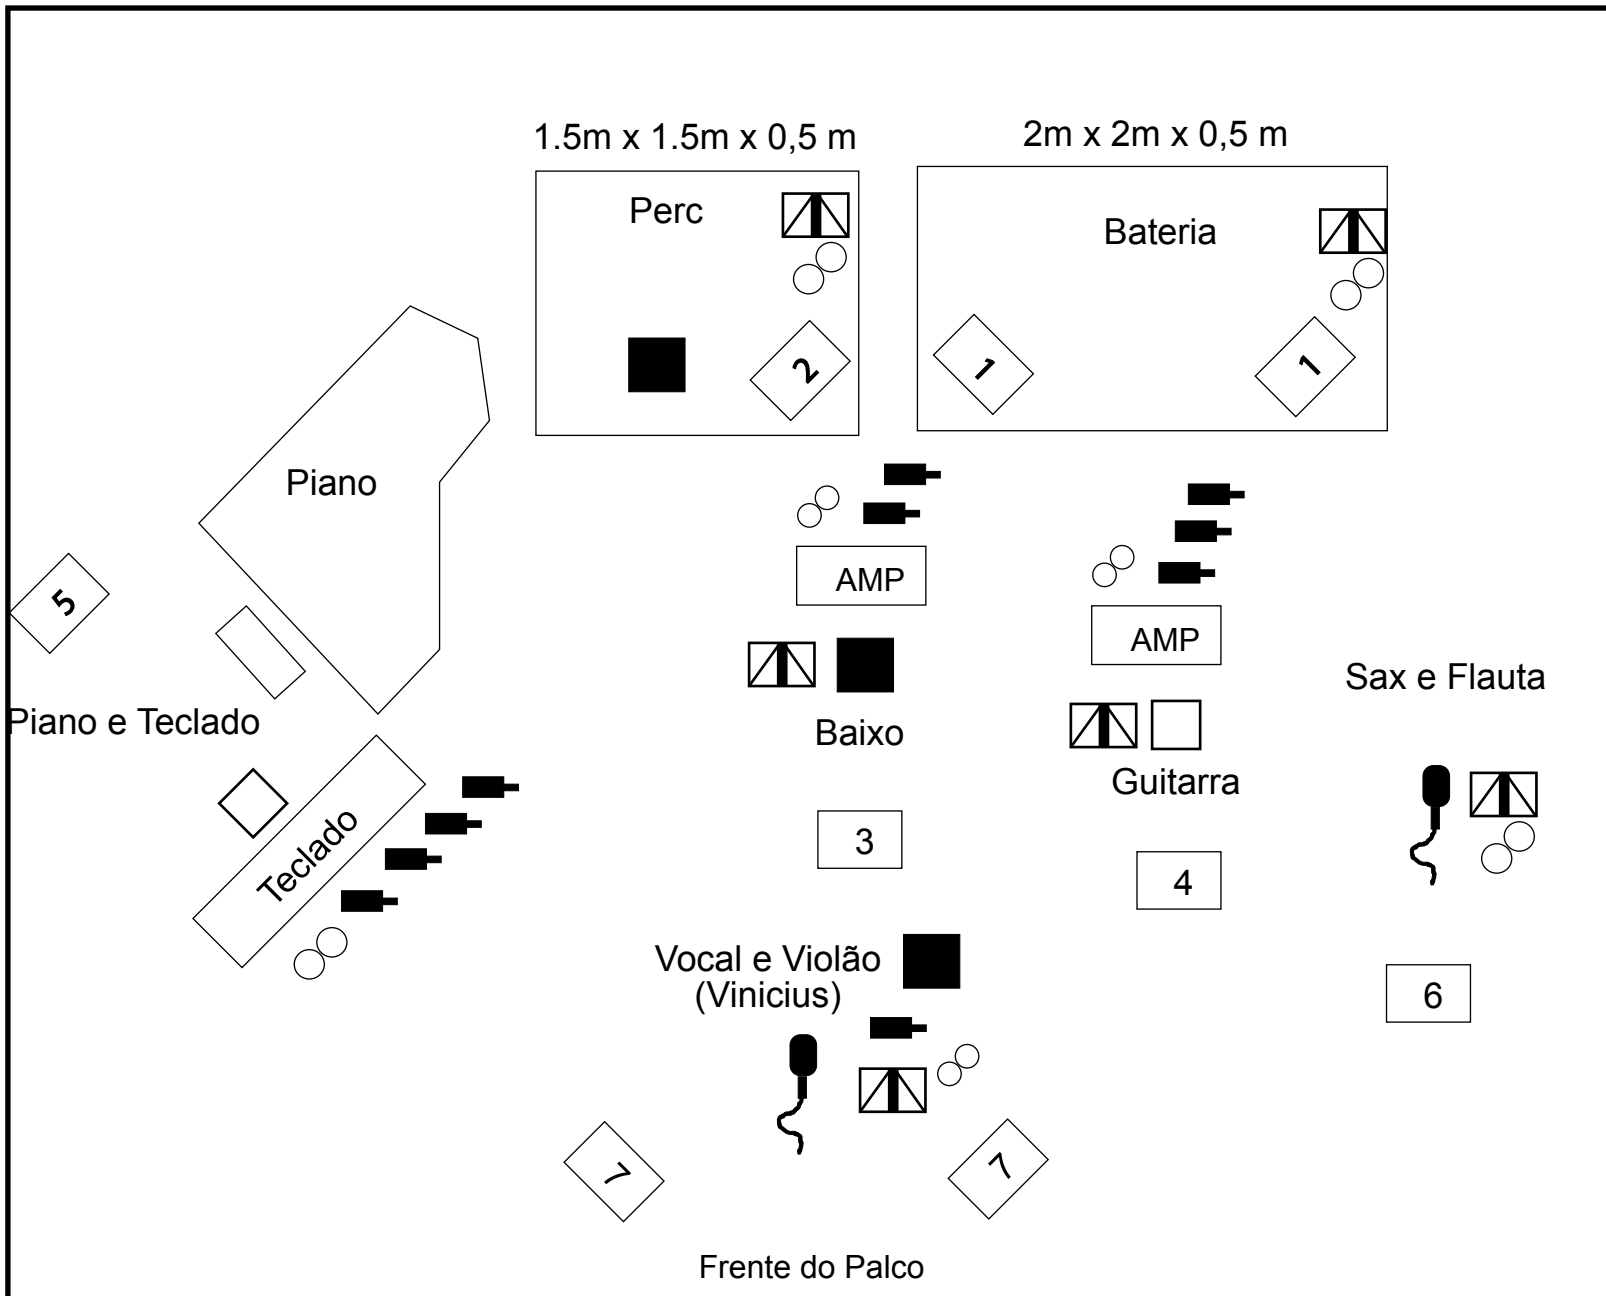 1.5m x 1.5m x 0,5 m
2m x 2m x 0,5 m
Perc
Bateria
2
1
1
Piano
5
AMP
AMP
Sax e Flauta
Piano e Teclado
Baixo
Guitarra
Teclado
3
4
Vocal e Violão
(Vinicius)
6
7
7
Frente do Palco